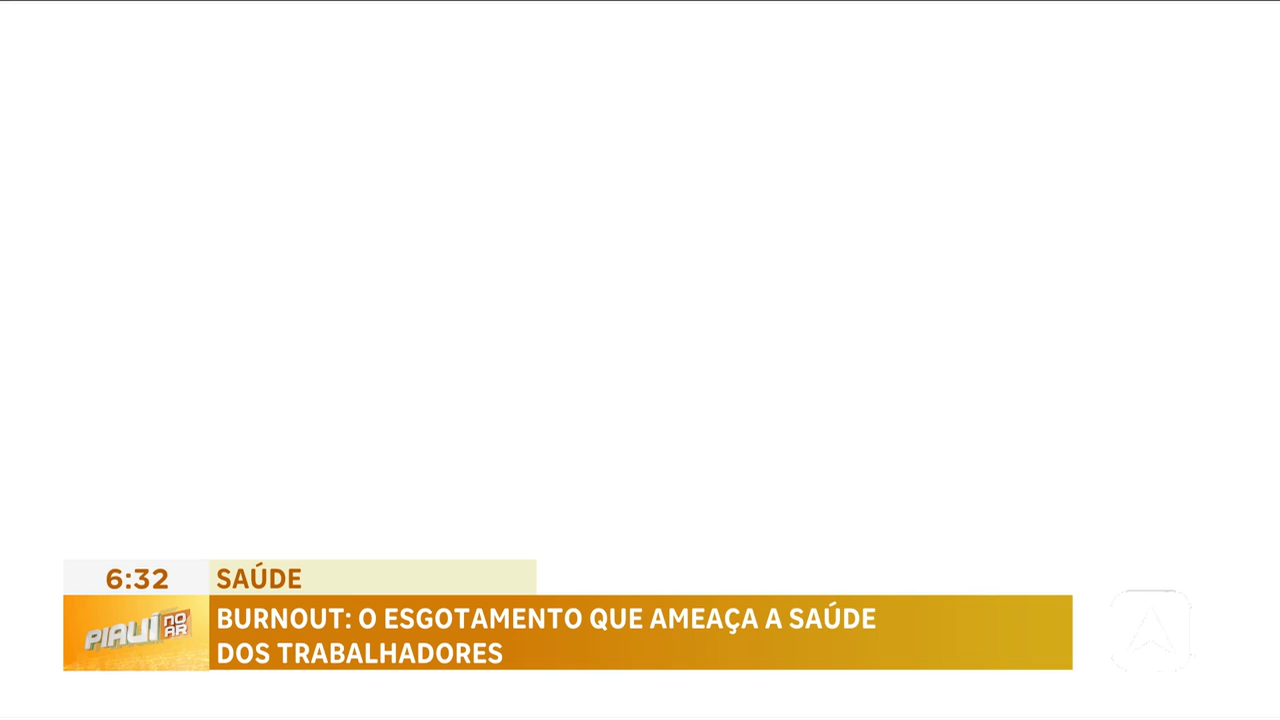 6:32 SAÚDE
PIAUÍ NO AR
BURNOUT: O ESGOTAMENTO QUE AMEAÇA A SAÚDE
DOS TRABALHADORES